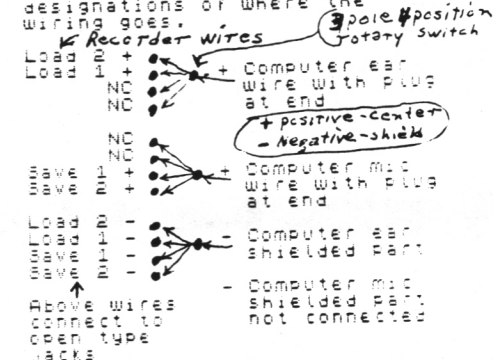 designations of where the
wiring goes.
3 pole 4 position
rotary switch
Recorder wires
Load 2 +
Load 1 +
NC
NC
+ Computer ear
wire with plug
at end
+ positive-center
- Negative-shield
NC
NC
Save 1 +
Save 2 +
+ Computer mic
wire with plug
at end
Load 2 -
Load 1 -
Save 1 -
Save 2 -
- Computer ear
shielded part
- Computer mic
shielded part
not connected
Above wires
connect to
open type
jacks